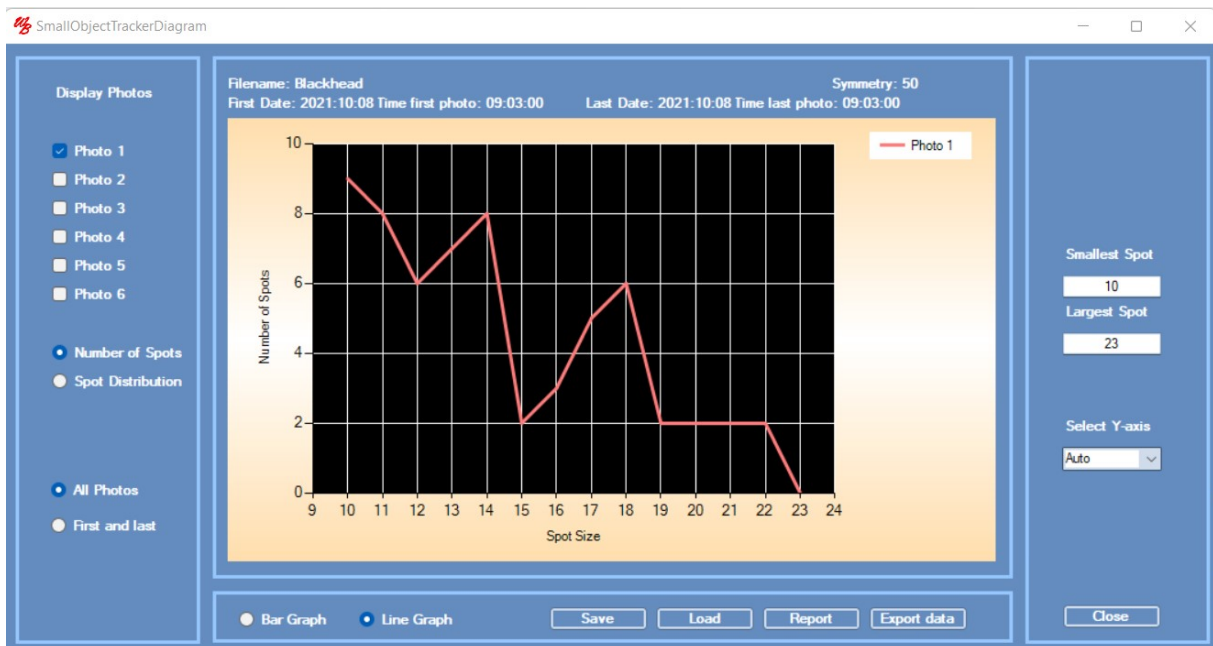 SmallObjectTrackerDiagram
Display Photos
Photo 1
Photo 2
Photo 3
Photo 4
Photo 5
Photo 6
Number of Spots
Spot Distribution
All Photos
First and last
Filename: Blackhead Symmetry: 50
First Date: 2021:10:08 Time first photo: 09:03:00 Last Date: 2021:10:08 Time last photo: 09:03:00
Photo 1
Number of Spots
10
8
6
4
2
0
9 10 11 12 13 14 15 16 17 18 19 20 21 22 23 24
Spot Size
Bar Graph Line Graph Save Load Report Export data
Smallest Spot
10
Largest Spot
23
Select Y-axis
Auto
Close